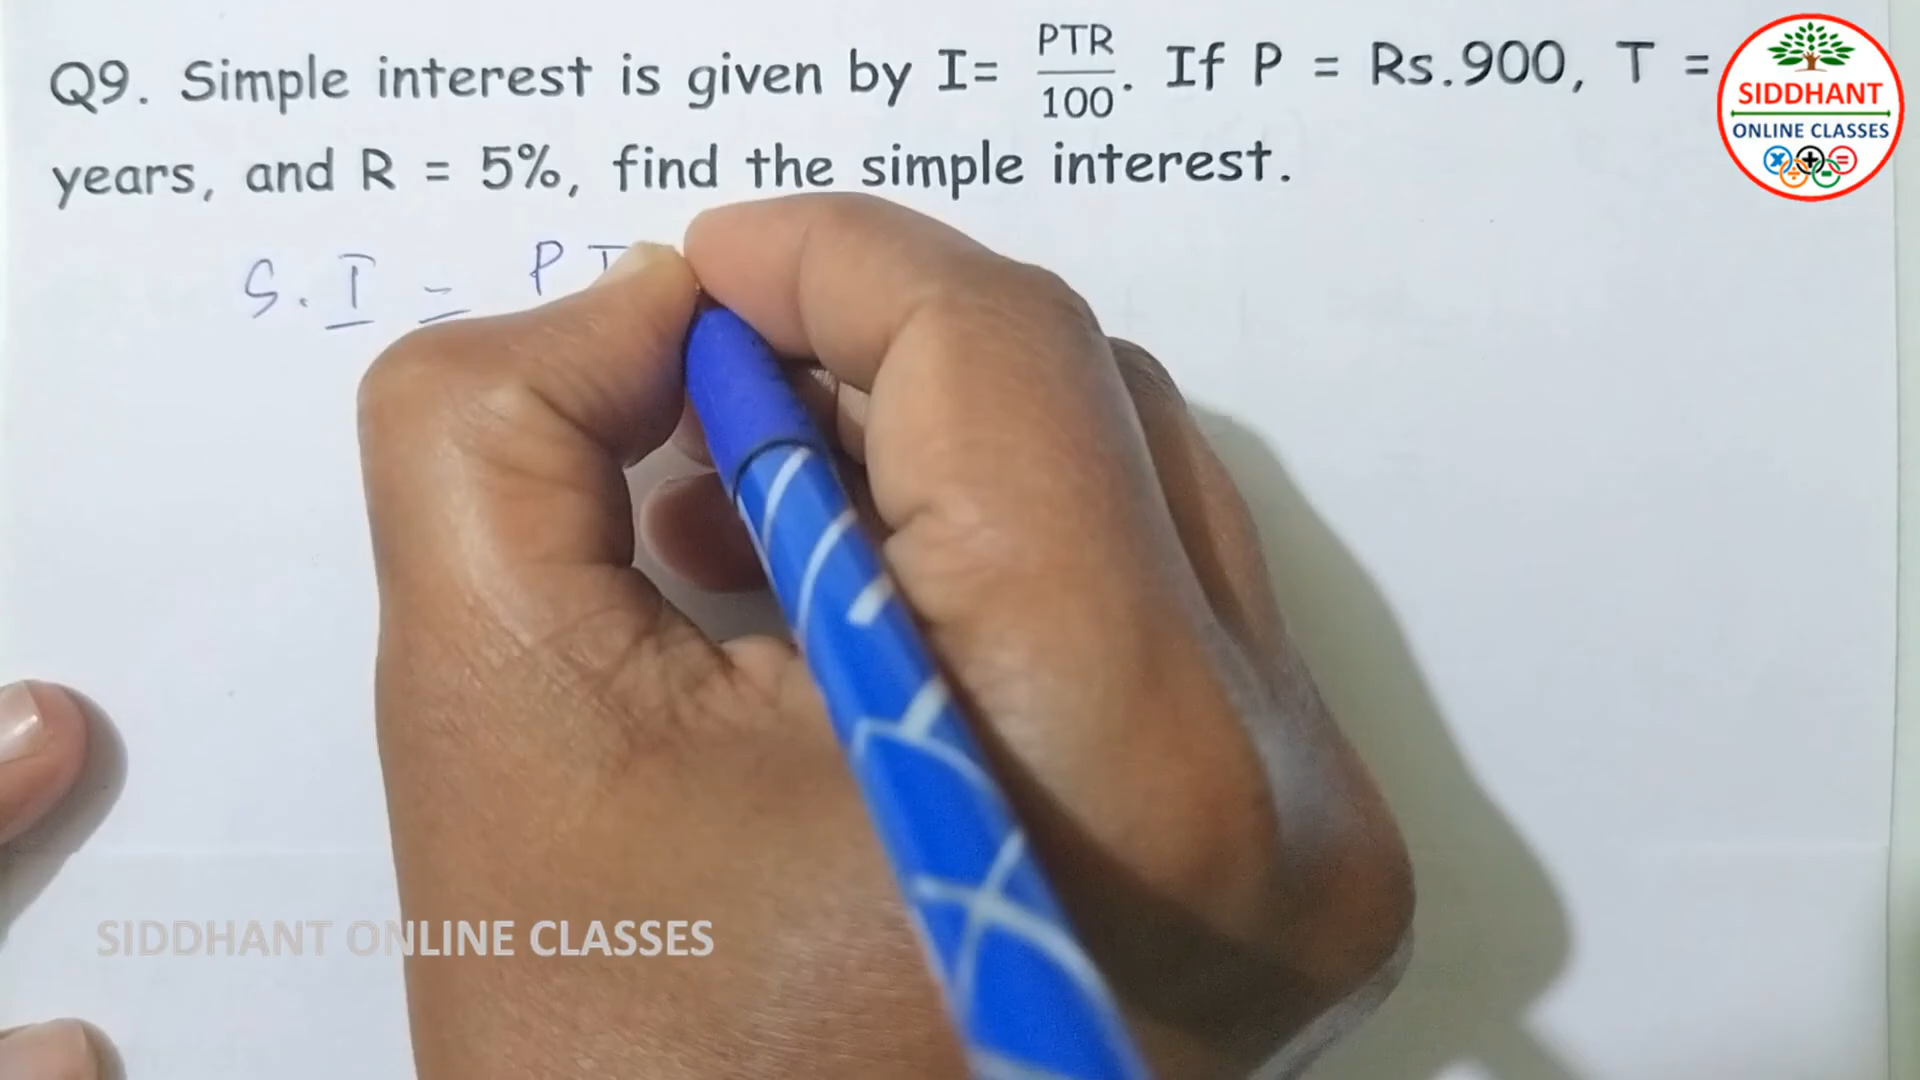 Q9. Simple interest is given by I= PTR/100. If P = Rs.900, T =
years, and R = 5%, find the simple interest.
SIDDHANT
ONLINE CLASSES
S.I = P T
SIDDHANT ONLINE CLASSES